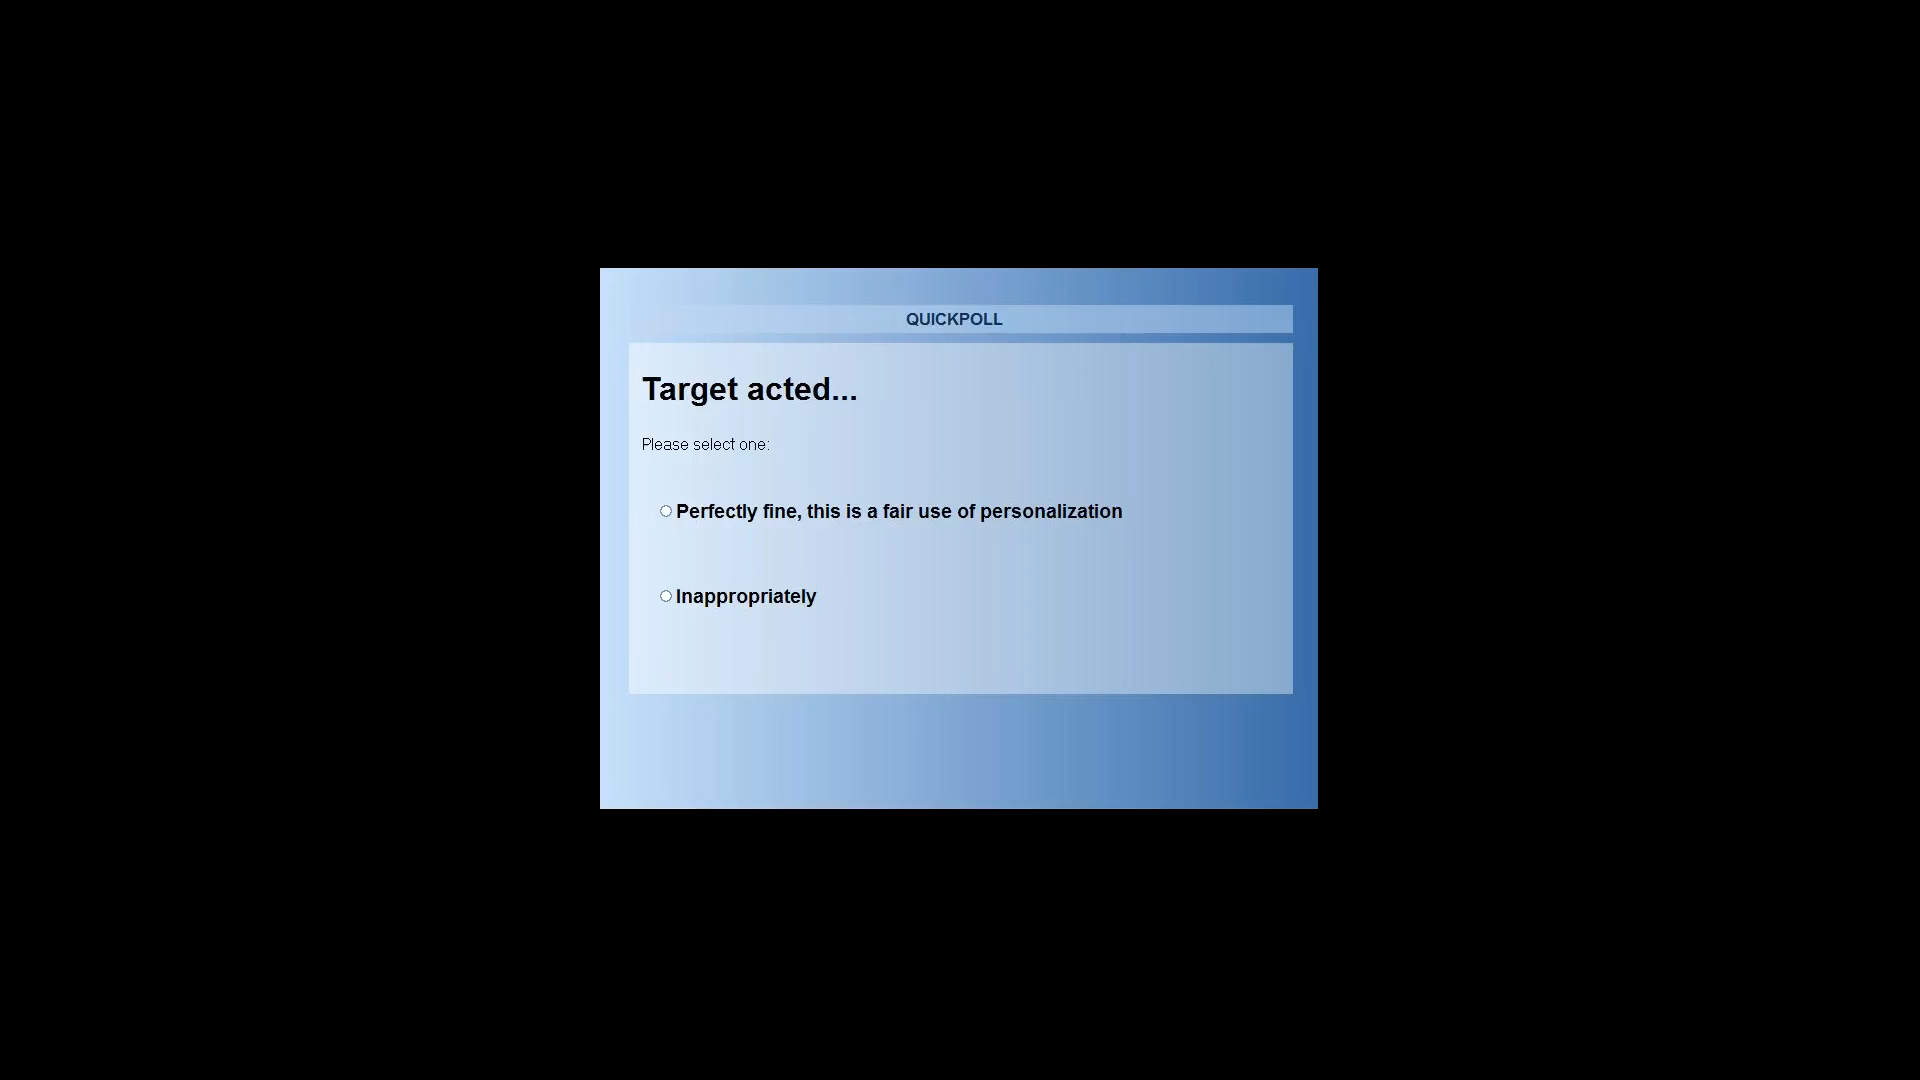 QUICKPOLL
Target acted...
Please select one:
Perfectly fine, this is a fair use of personalization
Inappropriately